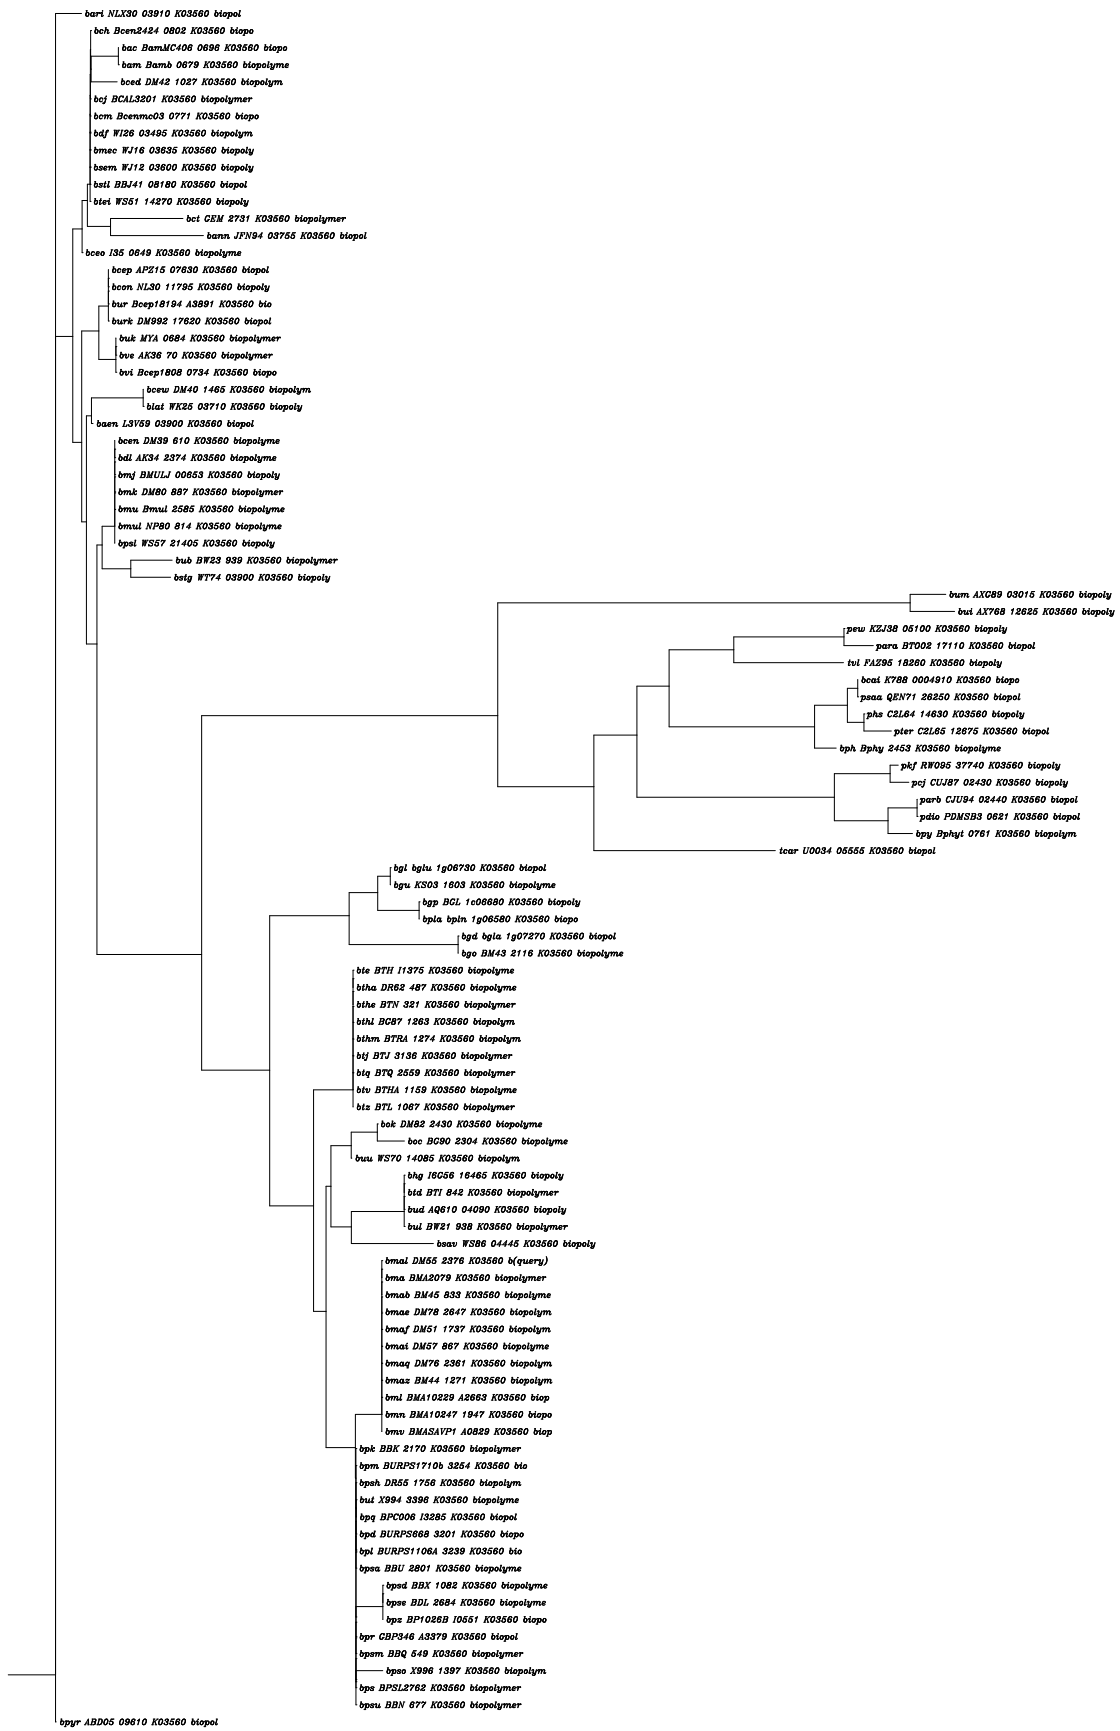 bari NLX30 03910 K03560 biopol
bch Bcen2424 0802 K03560 biopo
bac BamMC406 0696 K03560 biopo
bam Bamb 0679 K03560 biopolyme
bced DM42 1027 K03560 biopolym
bcj BCAL3201 K03560 biopolymer
bcm Bcenmc03 0771 K03560 biopo
bdf WI26 03495 K03560 biopolym
bmec WJ16 03635 K03560 biopoly
bsem WJ12 03600 K03560 biopoly
bstl BBJ41 08180 K03560 biopol
btei WS51 14270 K03560 biopoly
bct GEM 2731 K03560 biopolymer
bann JFN94 03755 K03560 biopol
bceo I35 0649 K03560 biopolyme
bcep APZ15 07630 K03560 biopol
bcon NL30 11795 K03560 biopoly
bur Bcep18194 A3891 K03560 bio
burk DM992 17620 K03560 biopol
buk MYA 0684 K03560 biopolymer
bve AK36 70 K03560 biopolymer
bvi Bcep1808 0734 K03560 biopo
bcew DM40 1465 K03560 biopolym
blat WK25 03710 K03560 biopoly
baen L3V59 03900 K03560 biopol
bcen DM39 610 K03560 biopolyme
bdl AK34 2374 K03560 biopolyme
bmj BMULJ 00653 K03560 biopoly
bmk DM80 887 K03560 biopolymer
bmu Bmul 2585 K03560 biopolyme
bmul NP80 814 K03560 biopolyme
bpsl WS57 21405 K03560 biopoly
bub BW23 939 K03560 biopolymer
bstg WT74 03900 K03560 biopoly
bum AXG89 03015 K03560 biopoly
bui AX768 12625 K03560 biopoly
pew KZJ38 05100 K03560 biopoly
para BTO02 17110 K03560 biopol
tvl FAZ95 18260 K03560 biopoly
bcai K788 0004910 K03560 biopo
psaa QEN71 26250 K03560 biopol
phs C2L64 14630 K03560 biopoly
pter C2L65 12675 K03560 biopol
bph Bphy 2453 K03560 biopolyme
pkf RW095 37740 K03560 biopoly
pcj CUJ87 02430 K03560 biopoly
parb CJU94 02440 K03560 biopol
pdio PDMSB3 0621 K03560 biopol
bpy Bphyt 0761 K03560 biopolym
tcar U0034 05555 K03560 biopol
bgl bglu 1g06730 K03560 biopol
bgu KS03 1603 K03560 biopolyme
bgp BGL 1c06680 K03560 biopoly
bpla bpln 1g06580 K03560 biopo
bgd bgla 1g07270 K03560 biopol
bgo BM43 2116 K03560 biopolyme
bte BTH I1375 K03560 biopolyme
btha DR62 487 K03560 biopolyme
bthe BTN 321 K03560 biopolymer
bthl BG87 1263 K03560 biopolym
bthm BTRA 1274 K03560 biopolym
btj BTJ 3136 K03560 biopolymer
btq BTQ 2559 K03560 biopolymer
btv BTHA 1159 K03560 biopolyme
btz BTL 1067 K03560 biopolymer
bok DM82 2430 K03560 biopolyme
boc BG90 2304 K03560 biopolyme
buu WS70 14085 K03560 biopolym
bhg I6G56 16465 K03560 biopoly
btd BTI 842 K03560 biopolymer
bud AQ610 04090 K03560 biopoly
bul BW21 938 K03560 biopolymer
bsav WS86 04445 K03560 biopoly
bmal DM55 2376 K03560 b(query)
bma BMA2079 K03560 biopolymer
bmab BM45 833 K03560 biopolyme
bmae DM78 2647 K03560 biopolym
bmaf DM51 1737 K03560 biopolym
bmai DM57 867 K03560 biopolyme
bmaq DM76 2361 K03560 biopolym
bmaz BM44 1271 K03560 biopolym
bml BMA10229 A2663 K03560 biop
bmn BMA10247 1947 K03560 biopo
bmv BMASAVP1 A0829 K03560 biop
bpk BBK 2170 K03560 biopolymer
bpm BURPS1710b 3254 K03560 bio
bpsh DR55 1756 K03560 biopolym
but X994 3396 K03560 biopolyme
bpq BPC006 I3285 K03560 biopol
bpd BURPS668 3201 K03560 biopo
bpl BURPS1106A 3239 K03560 bio
bpsa BBU 2801 K03560 biopolyme
bpsd BBX 1082 K03560 biopolyme
bpse BDL 2684 K03560 biopolyme
bpz BP1026B I0551 K03560 biopo
bpr GBP346 A3379 K03560 biopol
bpsm BBQ 549 K03560 biopolymer
bpso X996 1397 K03560 biopolym
bps BPSL2762 K03560 biopolymer
bpsu BBN 677 K03560 biopolymer
bpyr ABD05 09610 K03560 biopol